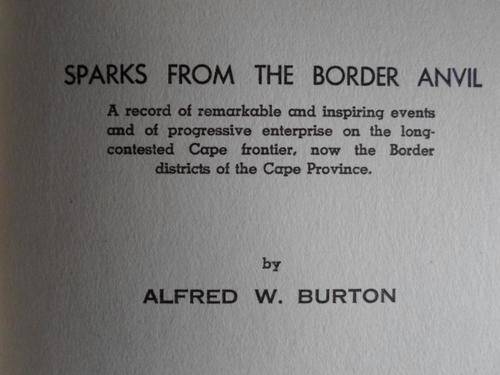 SPARKS FROM THE BORDER ANVIL
A record of remarkable and inspiring events
and of progressive enterprise on the long-
contested Cape frontier, now the Border
districts of the Cape Province.
by
ALFRED W. BURTON